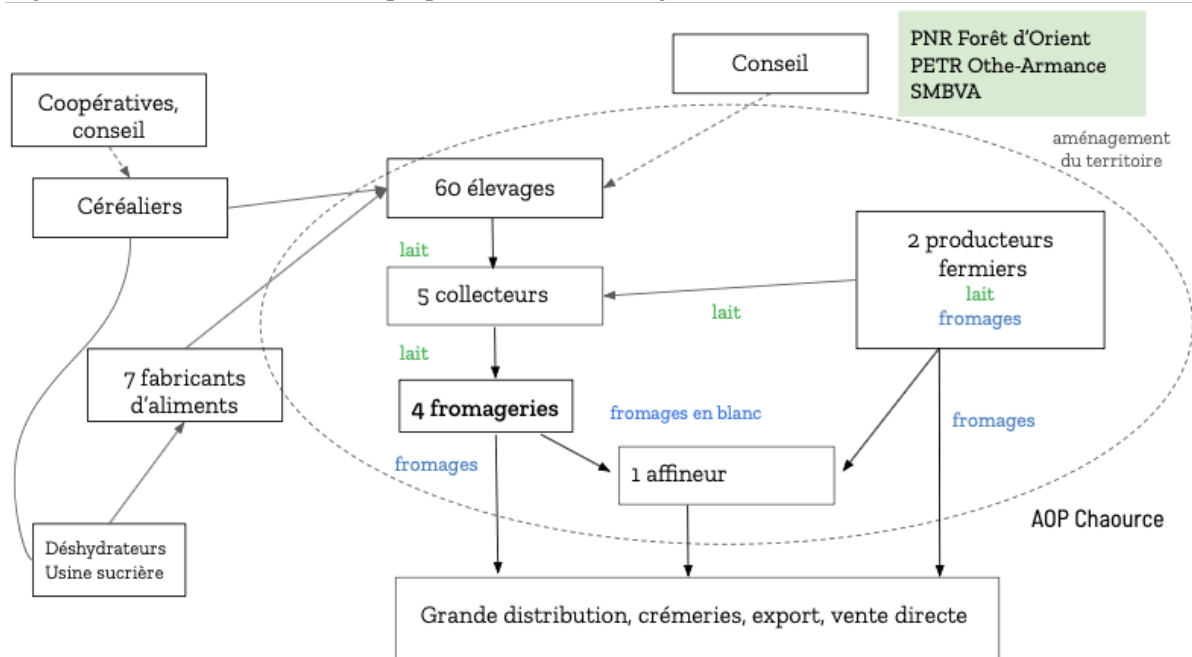 Conseil
PNR Forêt d'Orient
PETR Othe-Armance
SMBVA
Coopératives,
conseil
aménagement
du territoire
Céréaliers
60 élevages
2 producteurs
fermiers
lait
fromages
lait
5 collecteurs
lait
lait
7 fabricants
d'aliments
4 fromageries
fromages en blanc
fromages
fromages
1 affineur
AOP Chaource
Déshydrateurs
Usine sucrière
Grande distribution, crémeries, export, vente directe